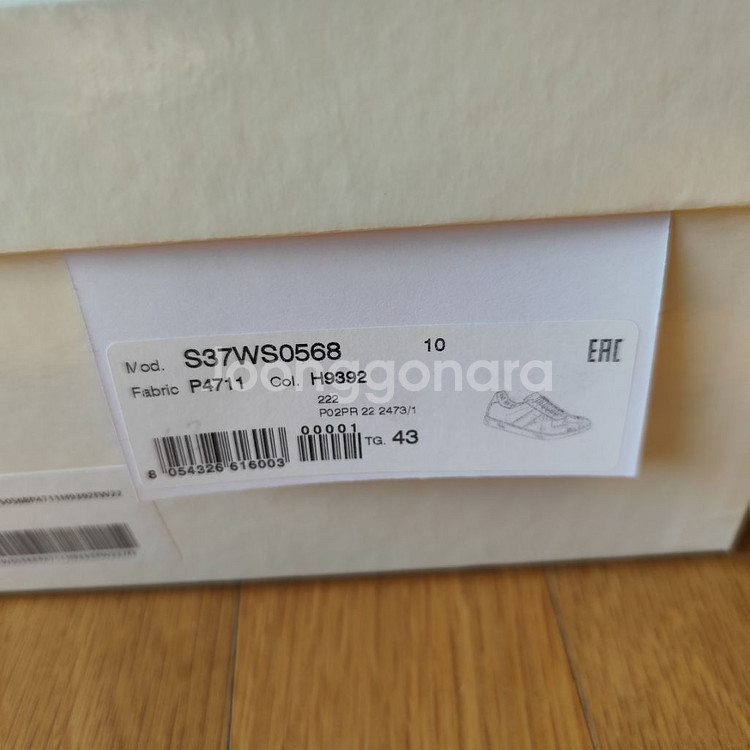 Mod. S37WS0568 10 EAC
Fabric P4711 Col. H9392
joonggonara
222
P02PR 22 2473/1
00001
8 054326 616003 TG. 43